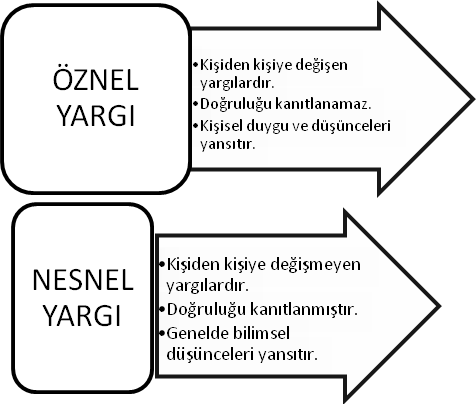 ÖZNEL
YARGI
•Kişiden kişiye değişen
yargılardır.
•Doğruluğu kanıtlanamaz.
•Kişisel duygu ve düşünceleri
yansıtır.
NESNEL
YARGI
•Kişiden kişiye değişmeyen
yargılardır.
•Doğruluğu kanıtlanmıştır.
•Genelde bilimsel
düşünceleri yansıtır.